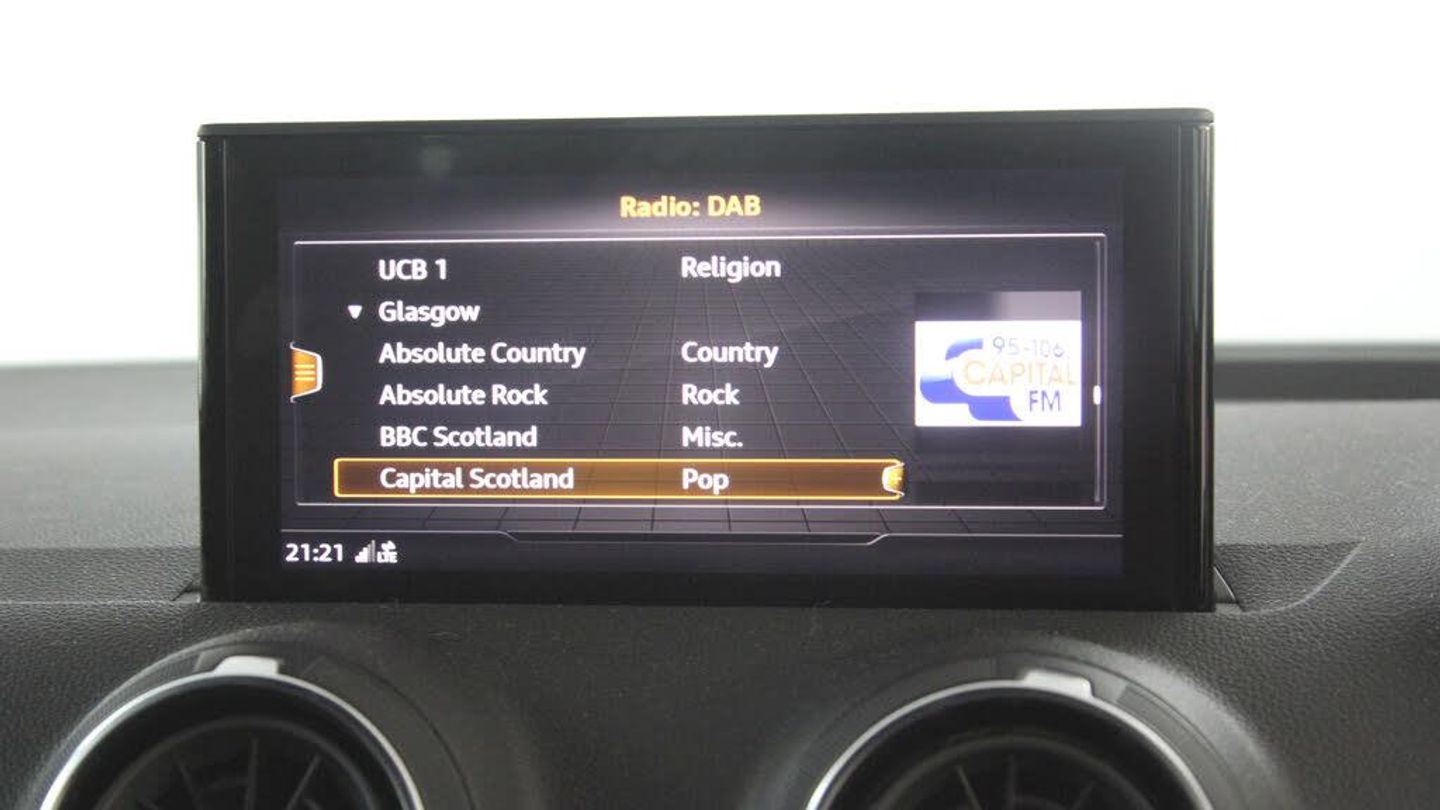 Radio: DAB
UCB 1 Religion
Glasgow
Absolute Country Country
Absolute Rock Rock
BBC Scotland Misc.
Capital Scotland Pop
95-106
CAPITAL
FM
21:21 LTE